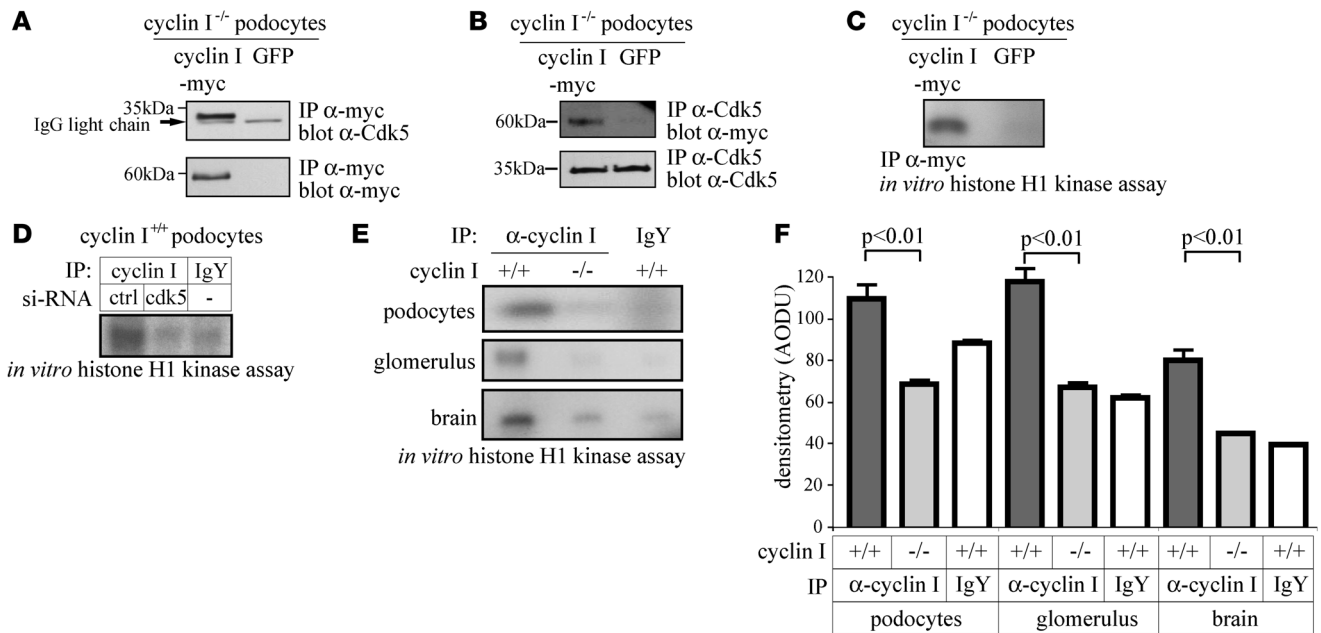 A
cyclin I-/- podocytes
cyclin I GFP
-myc
35kDa
IgG light chain
IP α-myc
blot α-Cdk5
60kDa
IP α-myc
blot α-myc
B
cyclin I-/- podocytes
cyclin I GFP
-myc
60kDa
IP α-Cdk5
blot α-myc
35kDa
IP α-Cdk5
blot α-Cdk5
C
cyclin I-/- podocytes
cyclin I GFP
-myc
IP α-myc
in vitro histone H1 kinase assay
D
cyclin I+/+ podocytes
IP: cyclin I IgY
si-RNA ctrl cdk5 -
in vitro histone H1 kinase assay
E
IP: α-cyclin I IgY
cyclin I +/+ -/- +/+
podocytes
glomerulus
brain
in vitro histone H1 kinase assay
F
p<0.01 p<0.01 p<0.01
densitometry (AODU)
120
100
80
60
40
20
0
cyclin I +/+ -/- +/+ +/+ -/- +/+ +/+ -/- +/+
IP α-cyclin I IgY α-cyclin I IgY α-cyclin I IgY
podocytes glomerulus brain